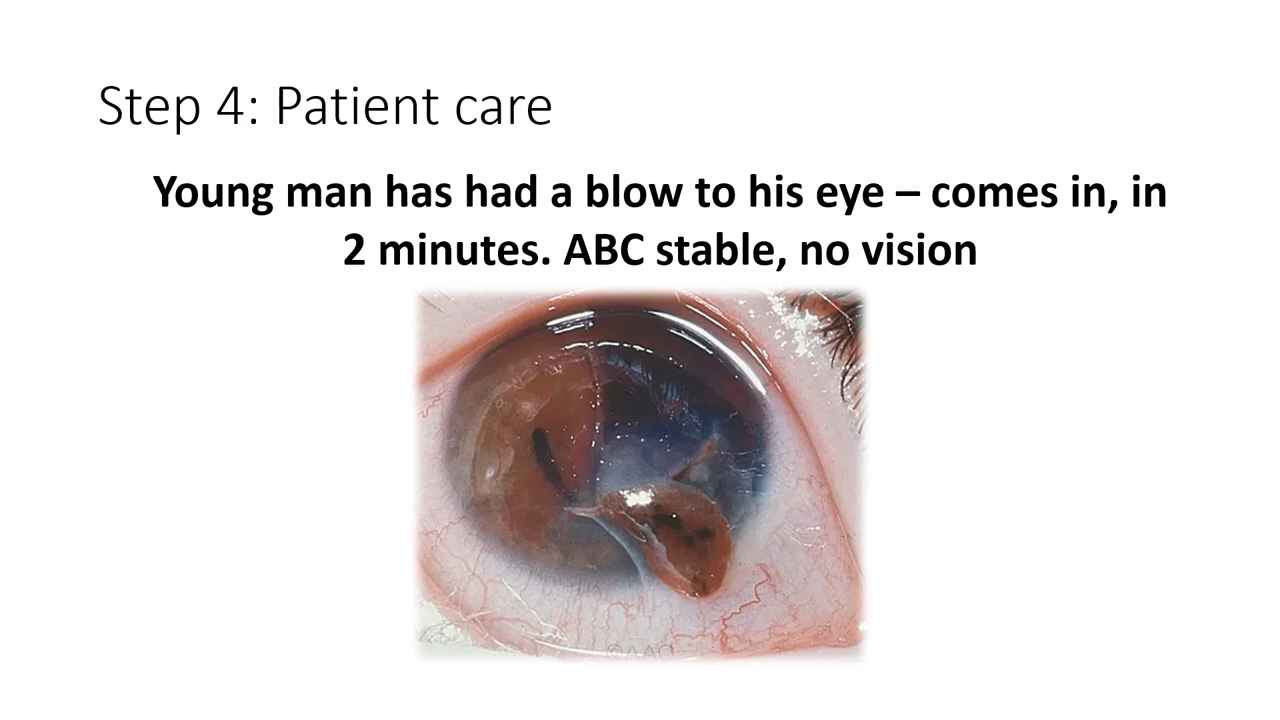 Step 4: Patient care
Young man has had a blow to his eye – comes in, in
2 minutes. ABC stable, no vision
©AAO